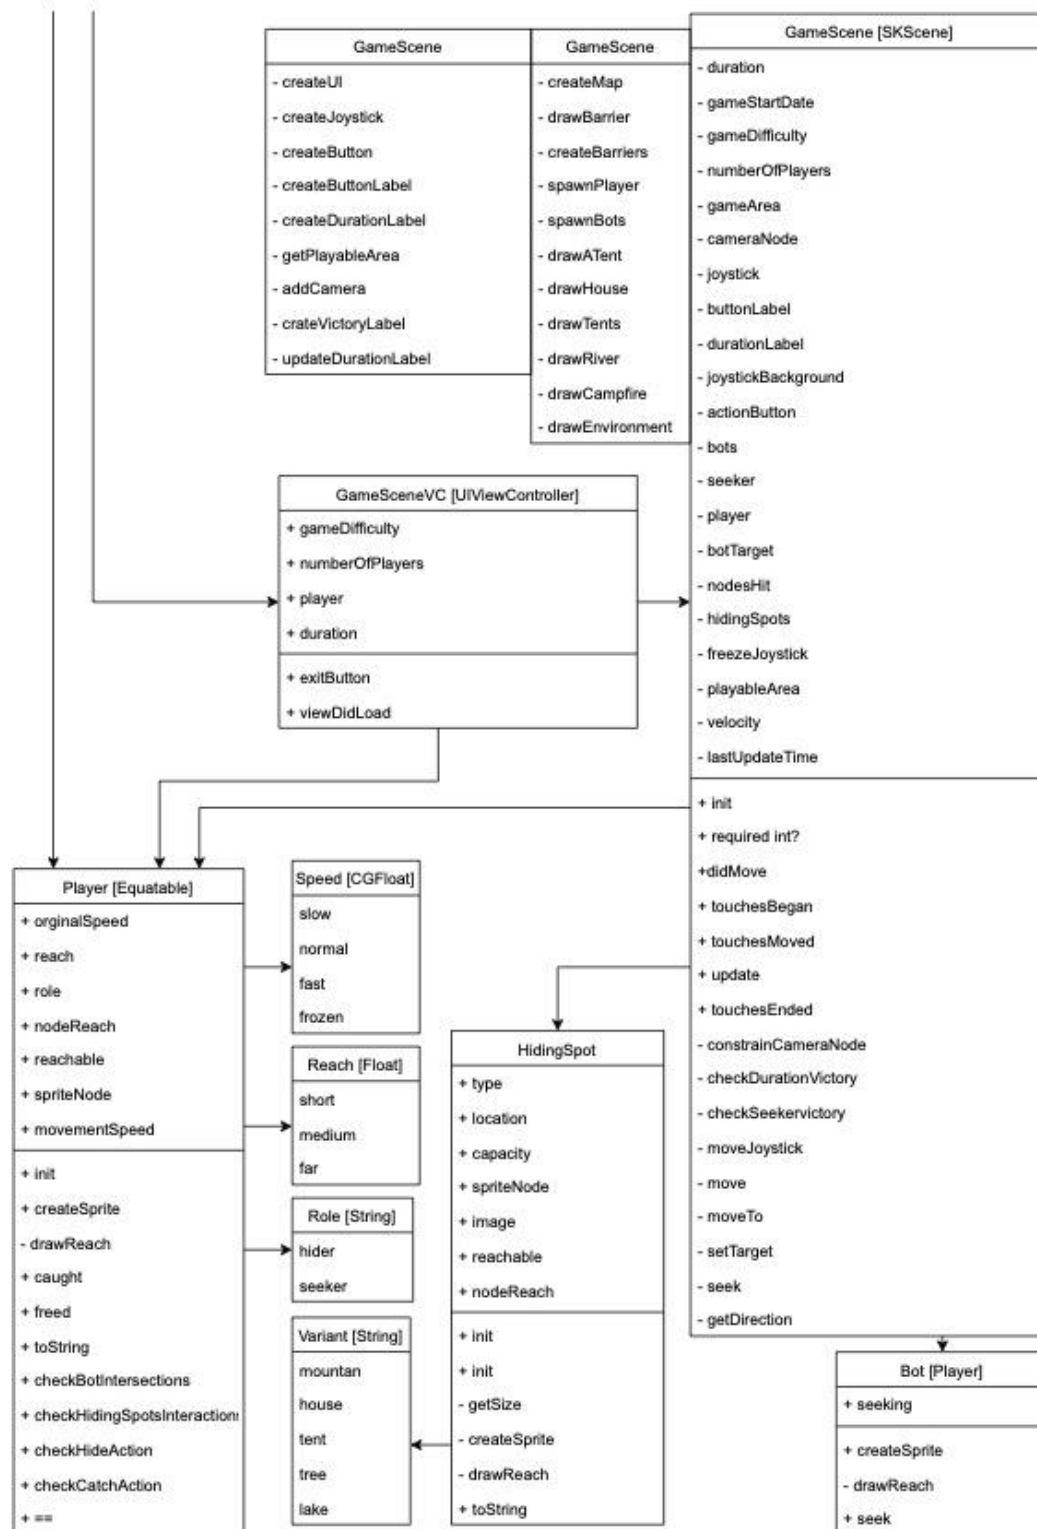 GameScene
- createUI
- createJoystick
- createButton
- createButtonLabel
- createDurationLabel
- getPlayableArea
- addCamera
- crateVictoryLabel
- updateDurationLabel
GameScene
- createMap
- drawBarrier
- createBarriers
- spawnPlayer
- spawnBots
- drawATent
- drawHouse
- drawTents
- drawRiver
- drawCampfire
- drawEnvironment
GameScene [SKScene]
- duration
- gameStartDate
- gameDifficulty
- numberOfPlayers
- gameArea
- cameraNode
- joystick
- buttonLabel
- durationLabel
- joystickBackground
- actionButton
- bots
- seeker
- player
- botTarget
- nodesHit
- hidingSpots
- freezeJoystick
- playableArea
- velocity
- lastUpdateTime
+ init
+ required int?
+didMove
+ touchesBegan
+ touchesMoved
+ update
+ touchesEnded
- constrainCameraNode
- checkDurationVictory
- checkSeekervictory
- moveJoystick
- move
- moveTo
- setTarget
- seek
- getDirection
GameSceneVC [UIViewController]
+ gameDifficulty
+ numberOfPlayers
+ player
+ duration
+ exitButton
+ viewDidLoad
Player [Equatable]
+ orginalSpeed
+ reach
+ role
+ nodeReach
+ reachable
+ spriteNode
+ movementSpeed
+ init
+ createSprite
- drawReach
+ caught
+ freed
+ toString
+ checkBotIntersections
+ checkHidingSpotsInteractions
+ checkHideAction
+ checkCatchAction
+ ==
Speed [CGFloat]
slow
normal
fast
frozen
Reach [Float]
short
medium
far
Role [String]
hider
seeker
Variant [String]
mountan
house
tent
tree
lake
HidingSpot
+ type
+ location
+ capacity
+ spriteNode
+ image
+ reachable
+ nodeReach
+ init
+ init
- getSize
- createSprite
- drawReach
+ toString
Bot [Player]
+ seeking
+ createSprite
- drawReach
+ seek